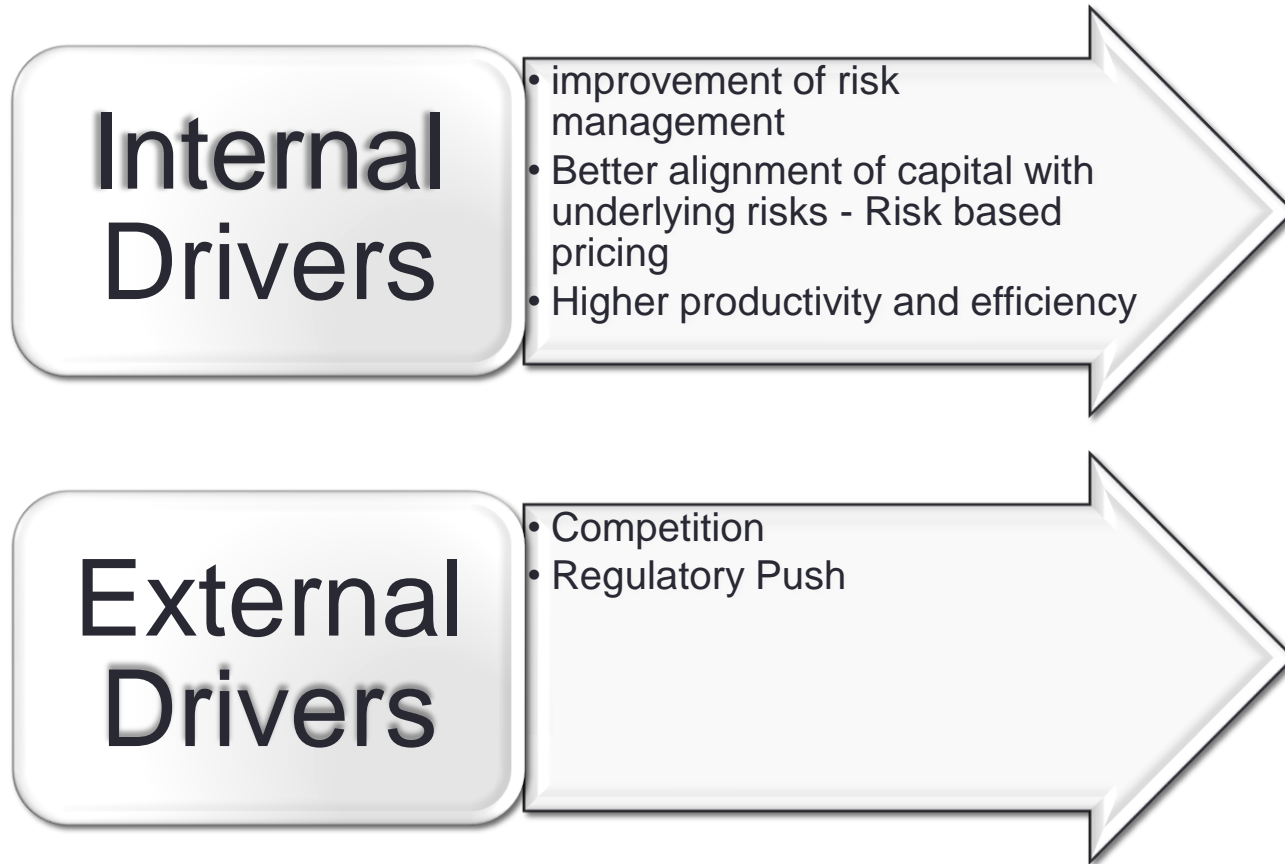 Internal
Drivers
• improvement of risk
management
• Better alignment of capital with
underlying risks - Risk based
pricing
• Higher productivity and efficiency
External
Drivers
• Competition
• Regulatory Push